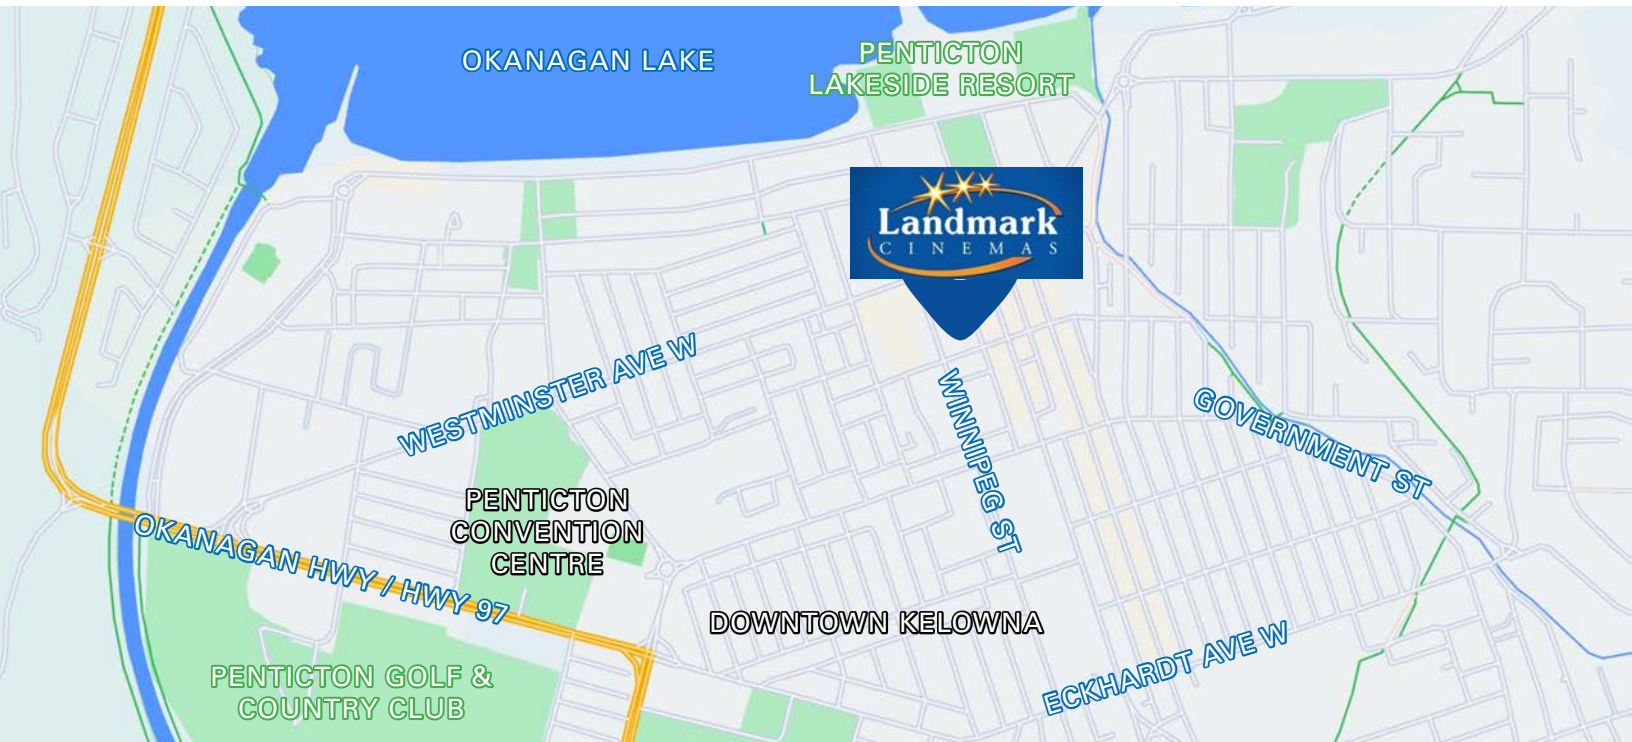 OKANAGAN LAKE
PENTICTON
LAKESIDE RESORT
Landmark
CINEMAS
WESTMINSTER AVE W
WINNIPEG ST
GOVERNMENT ST
PENTICTON
CONVENTION
CENTRE
OKANAGAN HWY / HWY 97
DOWNTOWN KELOWNA
ECKHARDT AVE W
PENTICTON GOLF &
COUNTRY CLUB